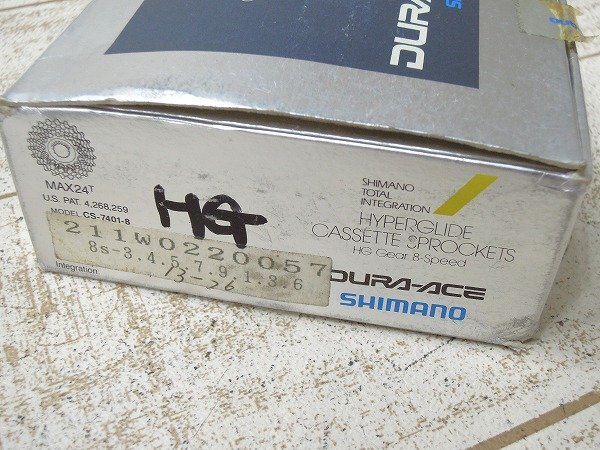 DURA-
S
MAX24T
U.S. PAT. 4,268,259
MODEL CS-7401-8
HG
211W0220057
8s-3.4.5.7.9.1.3.6
13-26
Integration
SHIMANO
TOTAL
INTEGRATION
HYPERGLIDE
CASSETTE SPROCKETS
HG Gear 8-Speed
DURA-ACE
SHIMANO